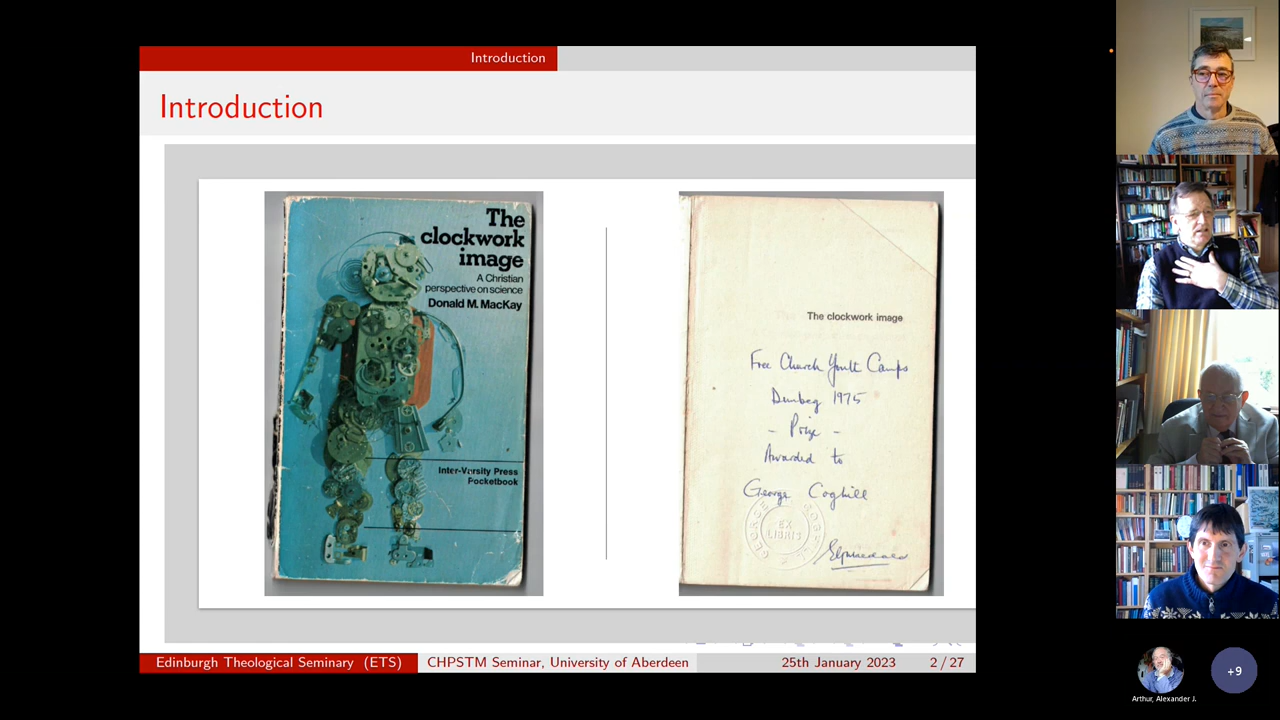 Introduction
Introduction
The
clockwork
image
A Christian
perspective on science
Donald M. MacKay
Inter-Varsity Press
Pocketbook
The clockwork image
Free Church Youth Camps
Dunbeg 1975
- Prize -
Awarded to
George Coghill
EX
LIBRIS
Edinburgh Theological Seminary (ETS)
CHPSTM Seminar, University of Aberdeen
25th January 2023
2 / 27
Arthur, Alexander J.
+9